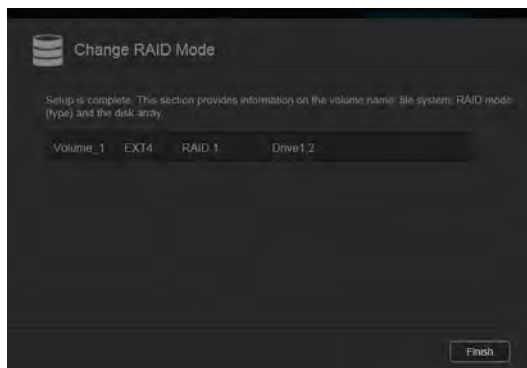 Change RAID Mode
Setup is complete. This section provides information on the volume name, file system, RAID mode
(type) and the disk array.
Volume_1 EXT4 RAID 1 Drive1,2
Finish